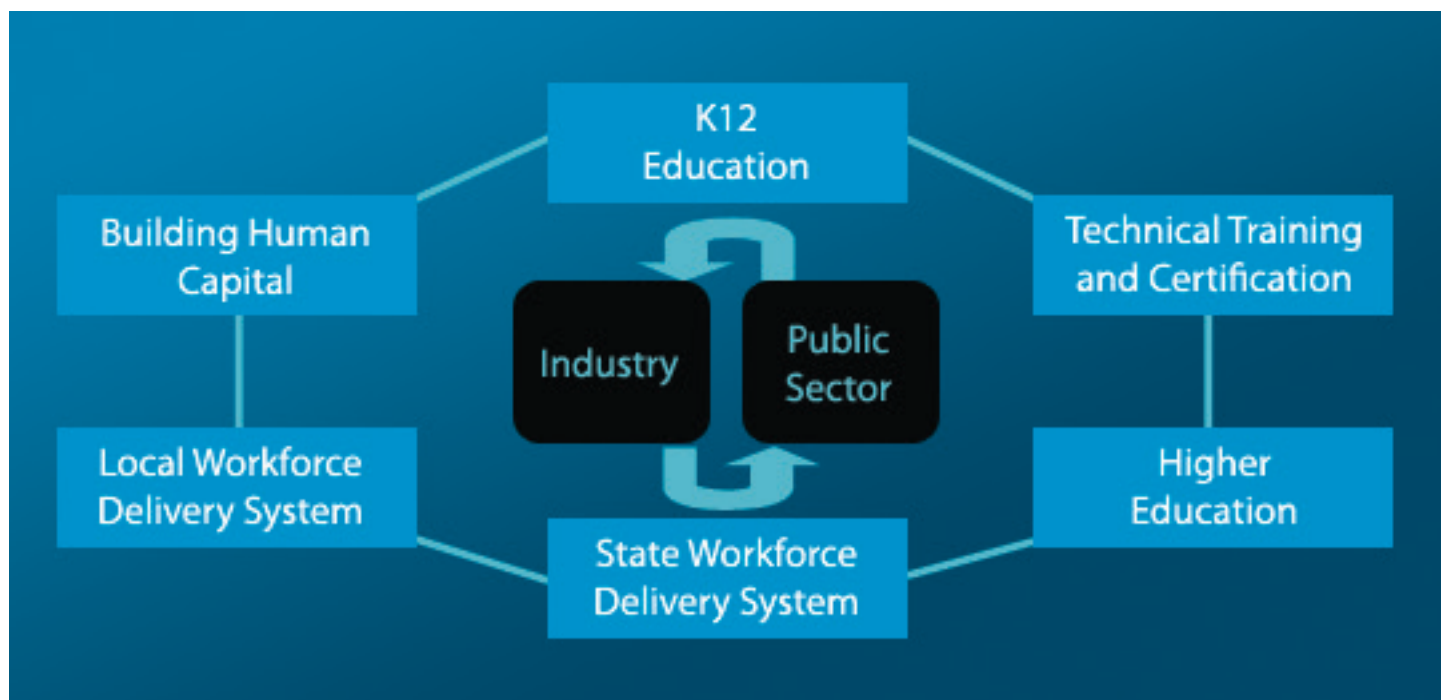 K12
Education
Building Human
Capital
Technical Training
and Certification
Industry
Public
Sector
Local Workforce
Delivery System
Higher
Education
State Workforce
Delivery System